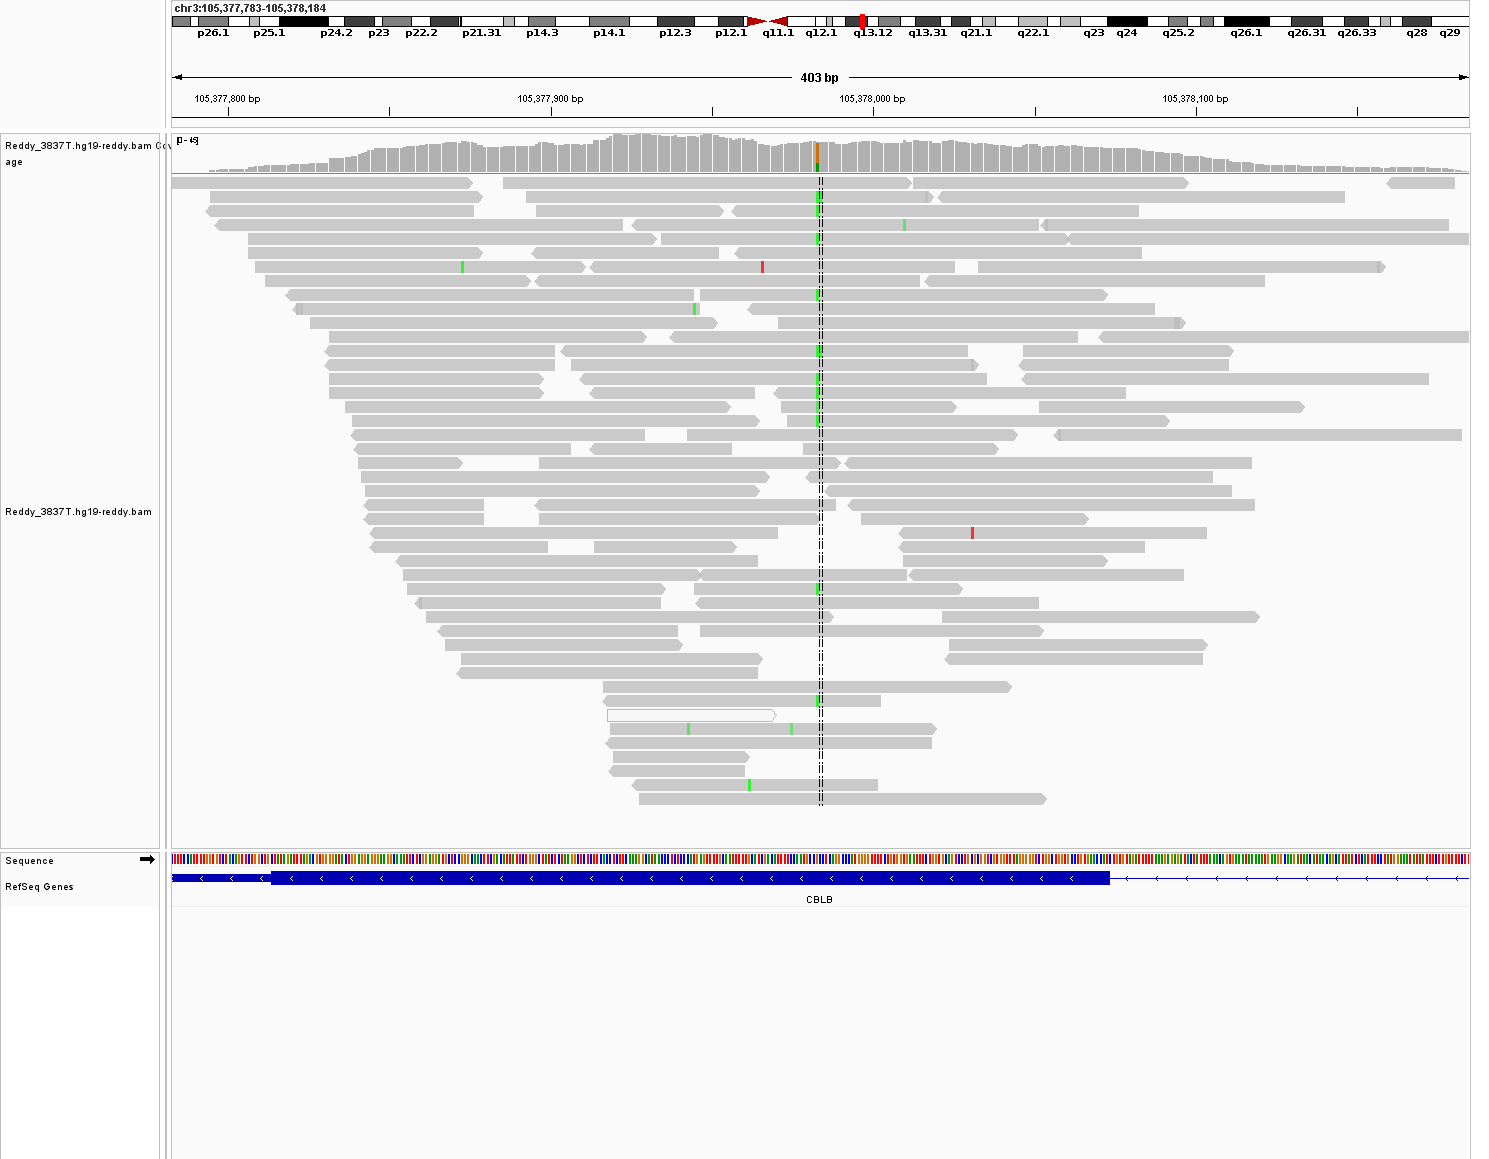 chr3:105,377,783-105,378,184
p26.1 p25.1 p24.2 p23 p22.2 p21.31 p14.3 p14.1 p12.3 p12.1 q11.1 q12.1 q13.12 q13.31 q21.1 q22.1 q23 q24 q25.2 q26.1 q26.31 q26.33 q28 q29
403 bp
105,377,800 bp 105,377,900 bp 105,378,000 bp 105,378,100 bp
Reddy_3837T.hg19-reddy.bam Cov
age
[0 - 45]
Reddy_3837T.hg19-reddy.bam
Sequence
RefSeq Genes
CBLB